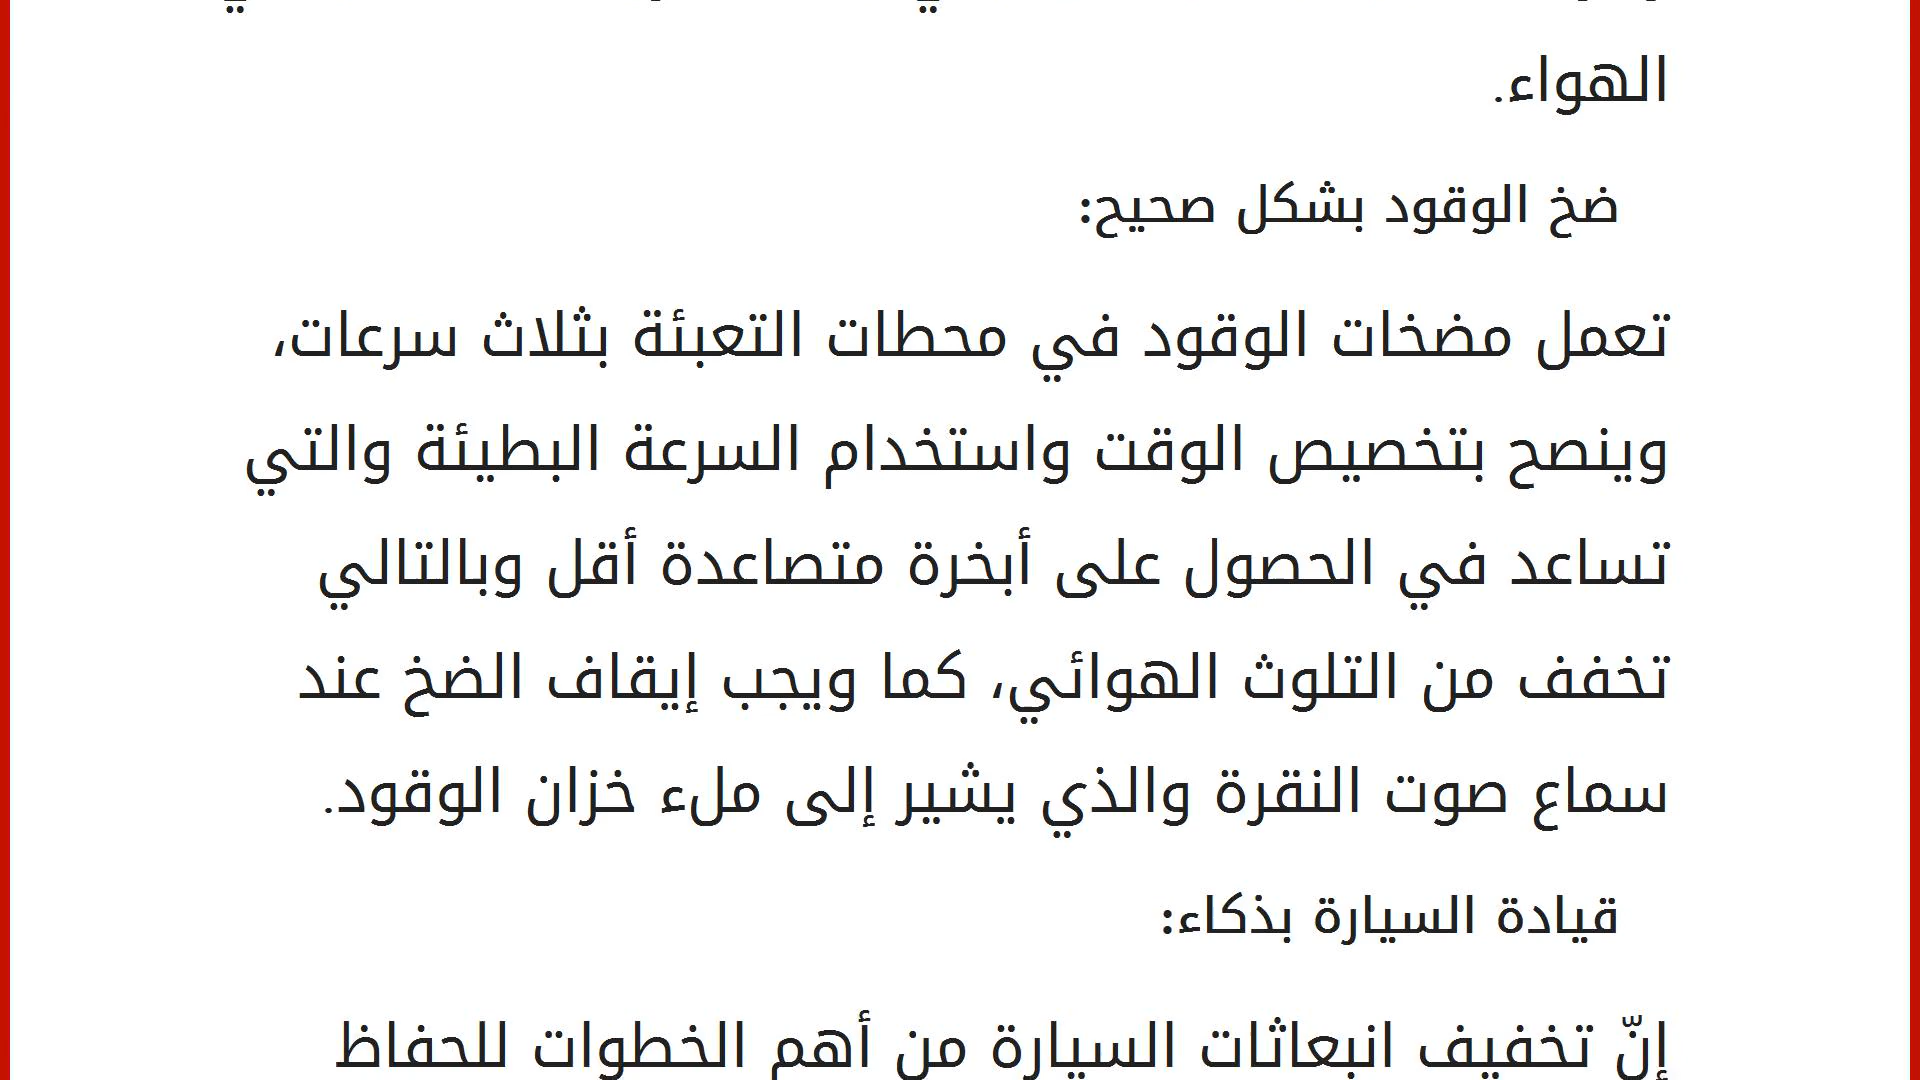 الهواء.
ضخ الوقود بشكل صحيح:
تعمل مضخات الوقود في محطات التعبئة بثلاث سرعات،
وينصح بتخصيص الوقت واستخدام السرعة البطيئة والتي
تساعد في الحصول على أبخرة متصاعدة أقل وبالتالي
تخفف من التلوث الهوائي، كما ويجب إيقاف الضخ عند
سماع صوت النقرة والذي يشير إلى ملء خزان الوقود.
قيادة السيارة بذكاء:
إنّ تخفيف انبعاثات السيارة من أهم الخطوات للحفاظ